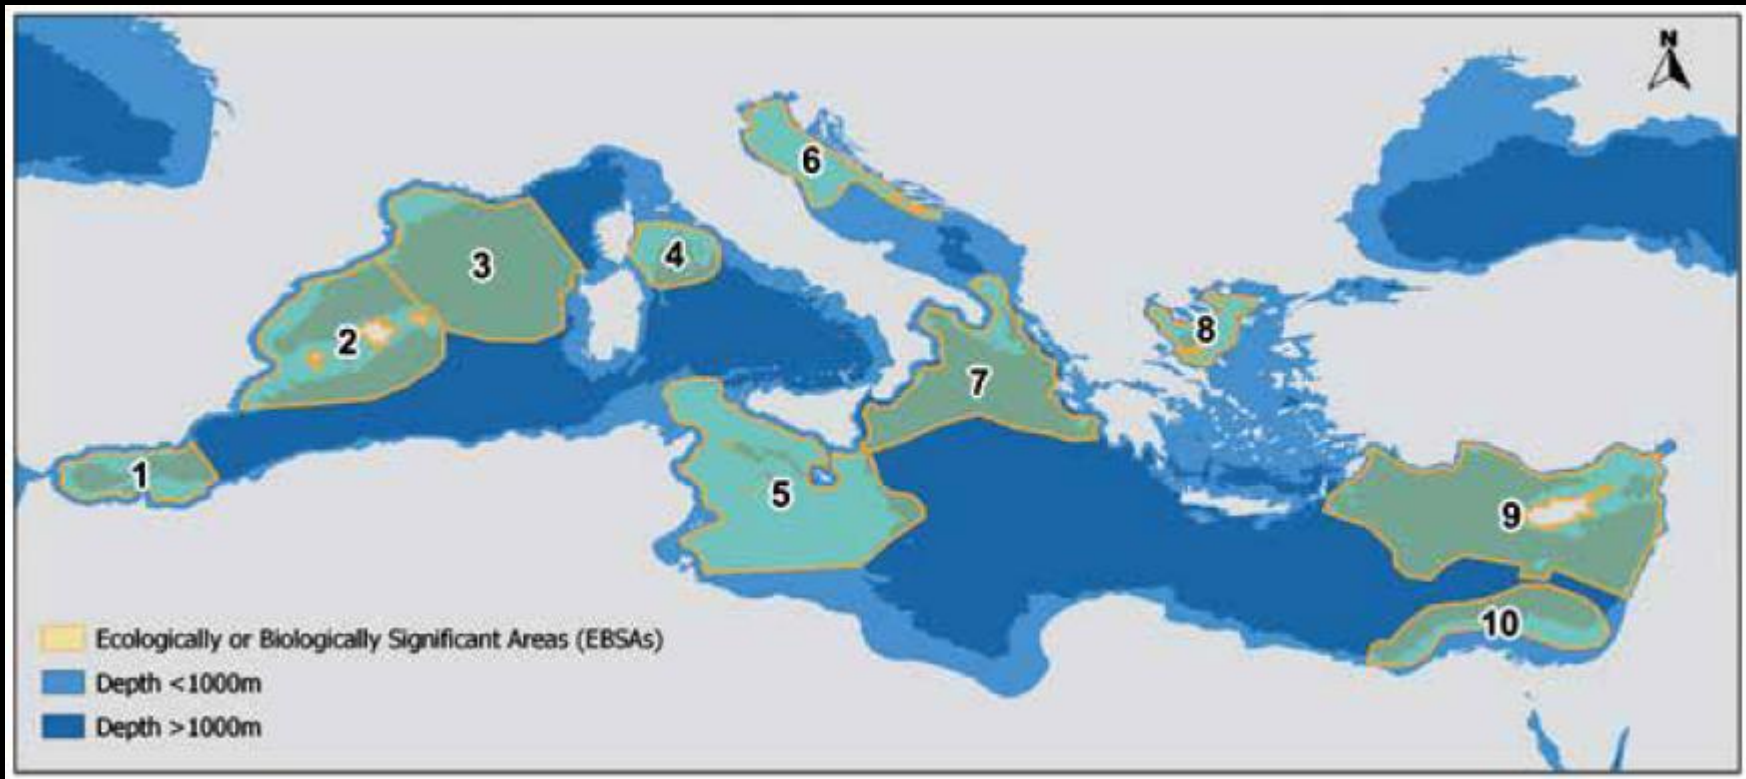 N
6
3
4
2
8
7
1
5
9
10
Ecologically or Biologically Significant Areas (EBSAs)
Depth <1000m
Depth >1000m